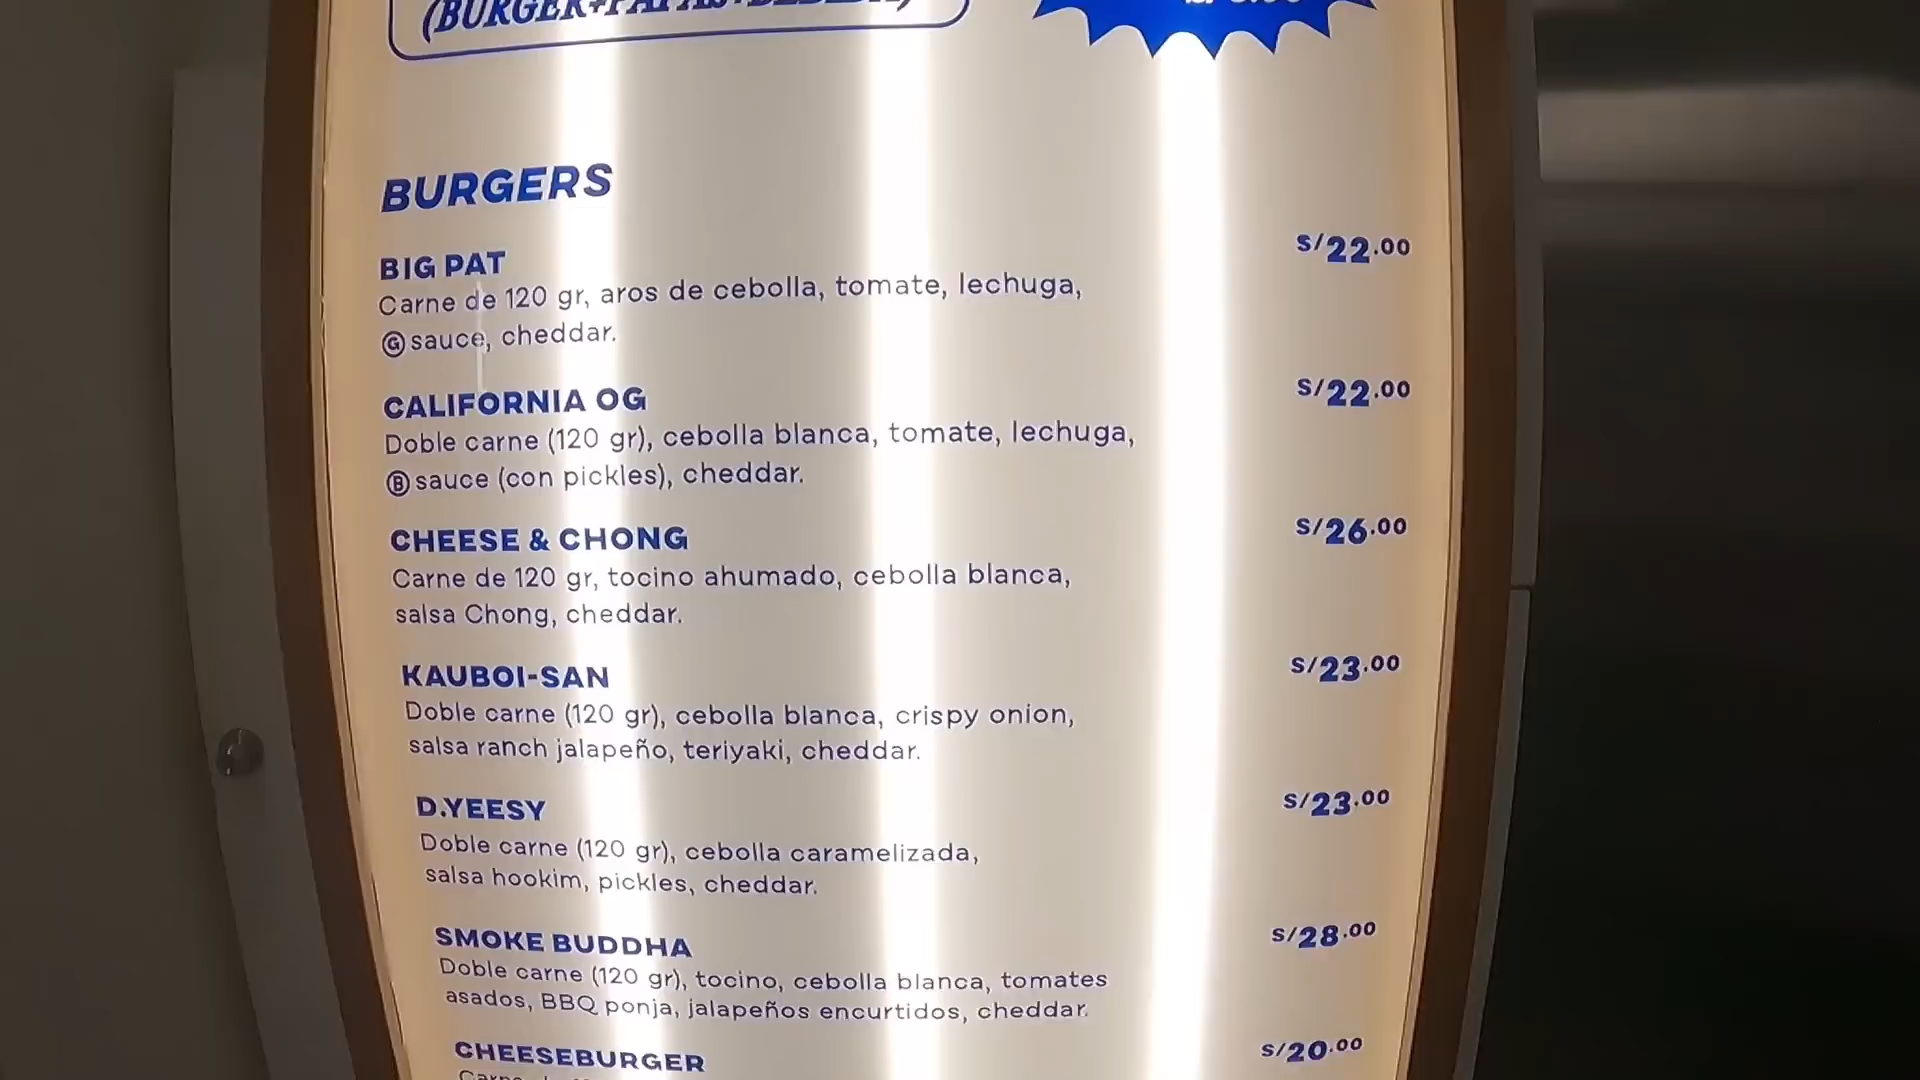 (BURGER+PAPAS+BEBIDA)
BURGERS
BIG PAT
S/22.00
Carne de 120 gr, aros de cebolla, tomate, lechuga,
Ⓖ sauce, cheddar.
CALIFORNIA OG
S/22.00
Doble carne (120 gr), cebolla blanca, tomate, lechuga,
Ⓑ sauce (con pickles), cheddar.
CHEESE & CHONG
S/26.00
Carne de 120 gr, tocino ahumado, cebolla blanca,
salsa Chong, cheddar.
KAUBOI-SAN
S/23.00
Doble carne (120 gr), cebolla blanca, crispy onion,
salsa ranch jalapeño, teriyaki, cheddar.
D.YEESY
S/23.00
Doble carne (120 gr), cebolla caramelizada,
salsa hookim, pickles, cheddar.
SMOKE BUDDHA
S/28.00
Doble carne (120 gr), tocino, cebolla blanca, tomates
asados, BBQ ponja, jalapeños encurtidos, cheddar.
CHEESEBURGER
S/20.00